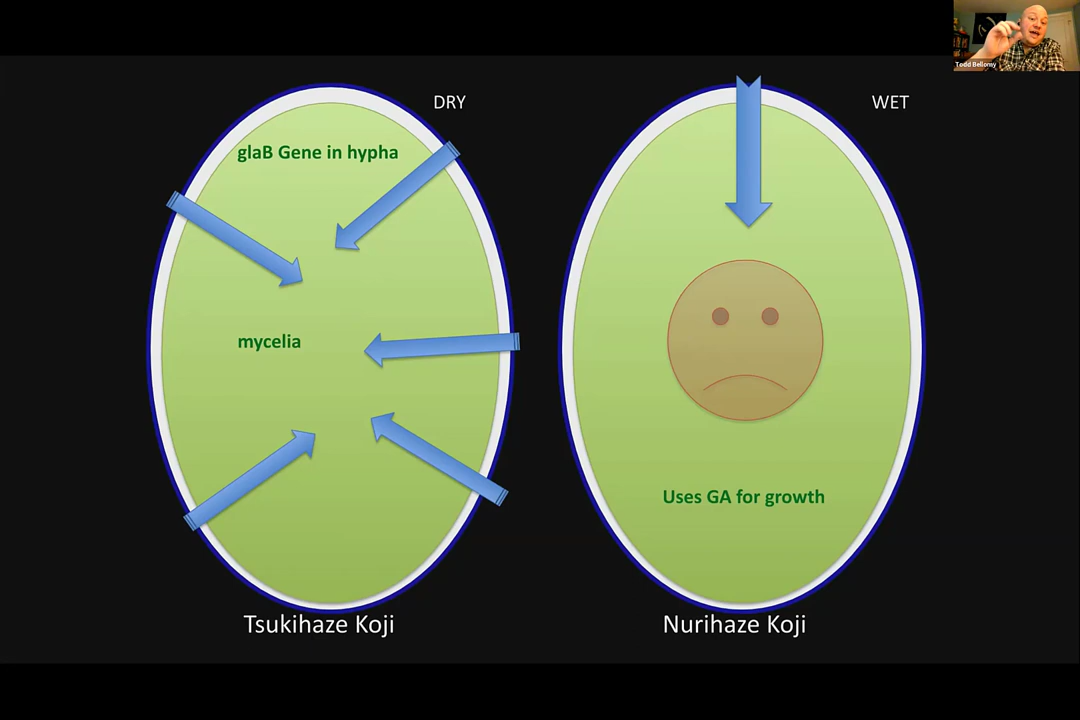 Todd Bellomy
DRY
WET
glaB Gene in hypha
mycelia
Uses GA for growth
Tsukihaze Koji
Nurihaze Koji